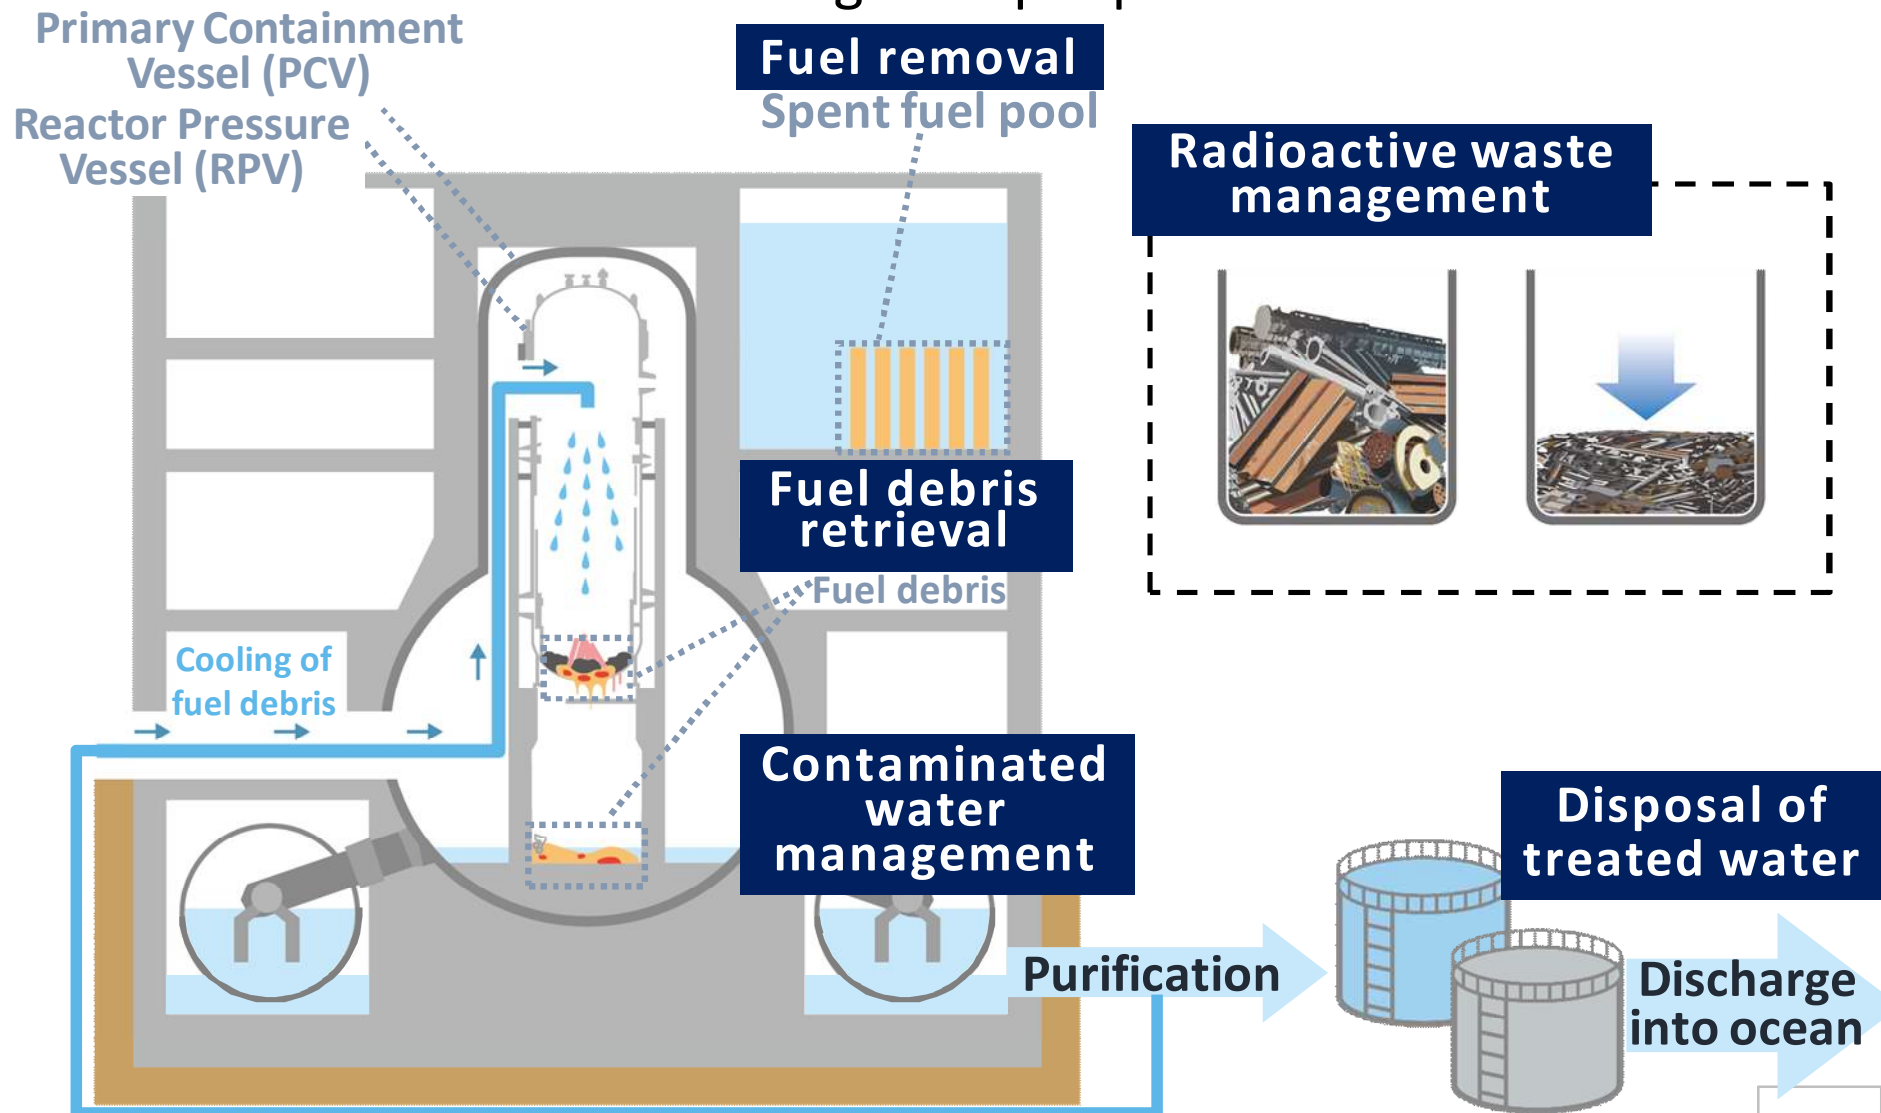 Primary Containment
Vessel (PCV)
Reactor Pressure
Vessel (RPV)
Fuel removal
Spent fuel pool
Radioactive waste
management
Fuel debris
retrieval
Fuel debris
Cooling of
fuel debris
Contaminated
water
management
Disposal of
treated water
Purification
Discharge
into ocean